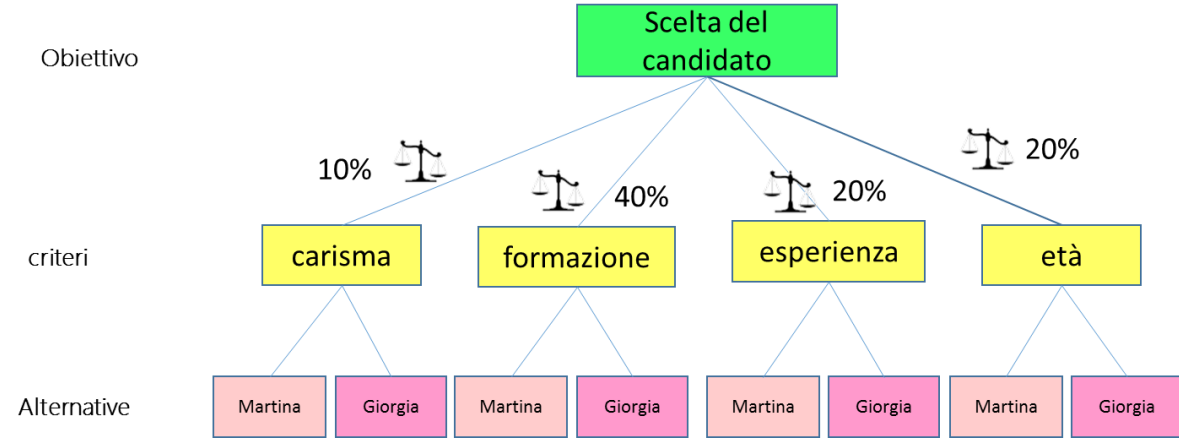 Obiettivo
Scelta del
candidato
10%
40%
20%
20%
criteri
carisma
formazione
esperienza
età
Alternative
Martina
Giorgia
Martina
Giorgia
Martina
Giorgia
Martina
Giorgia